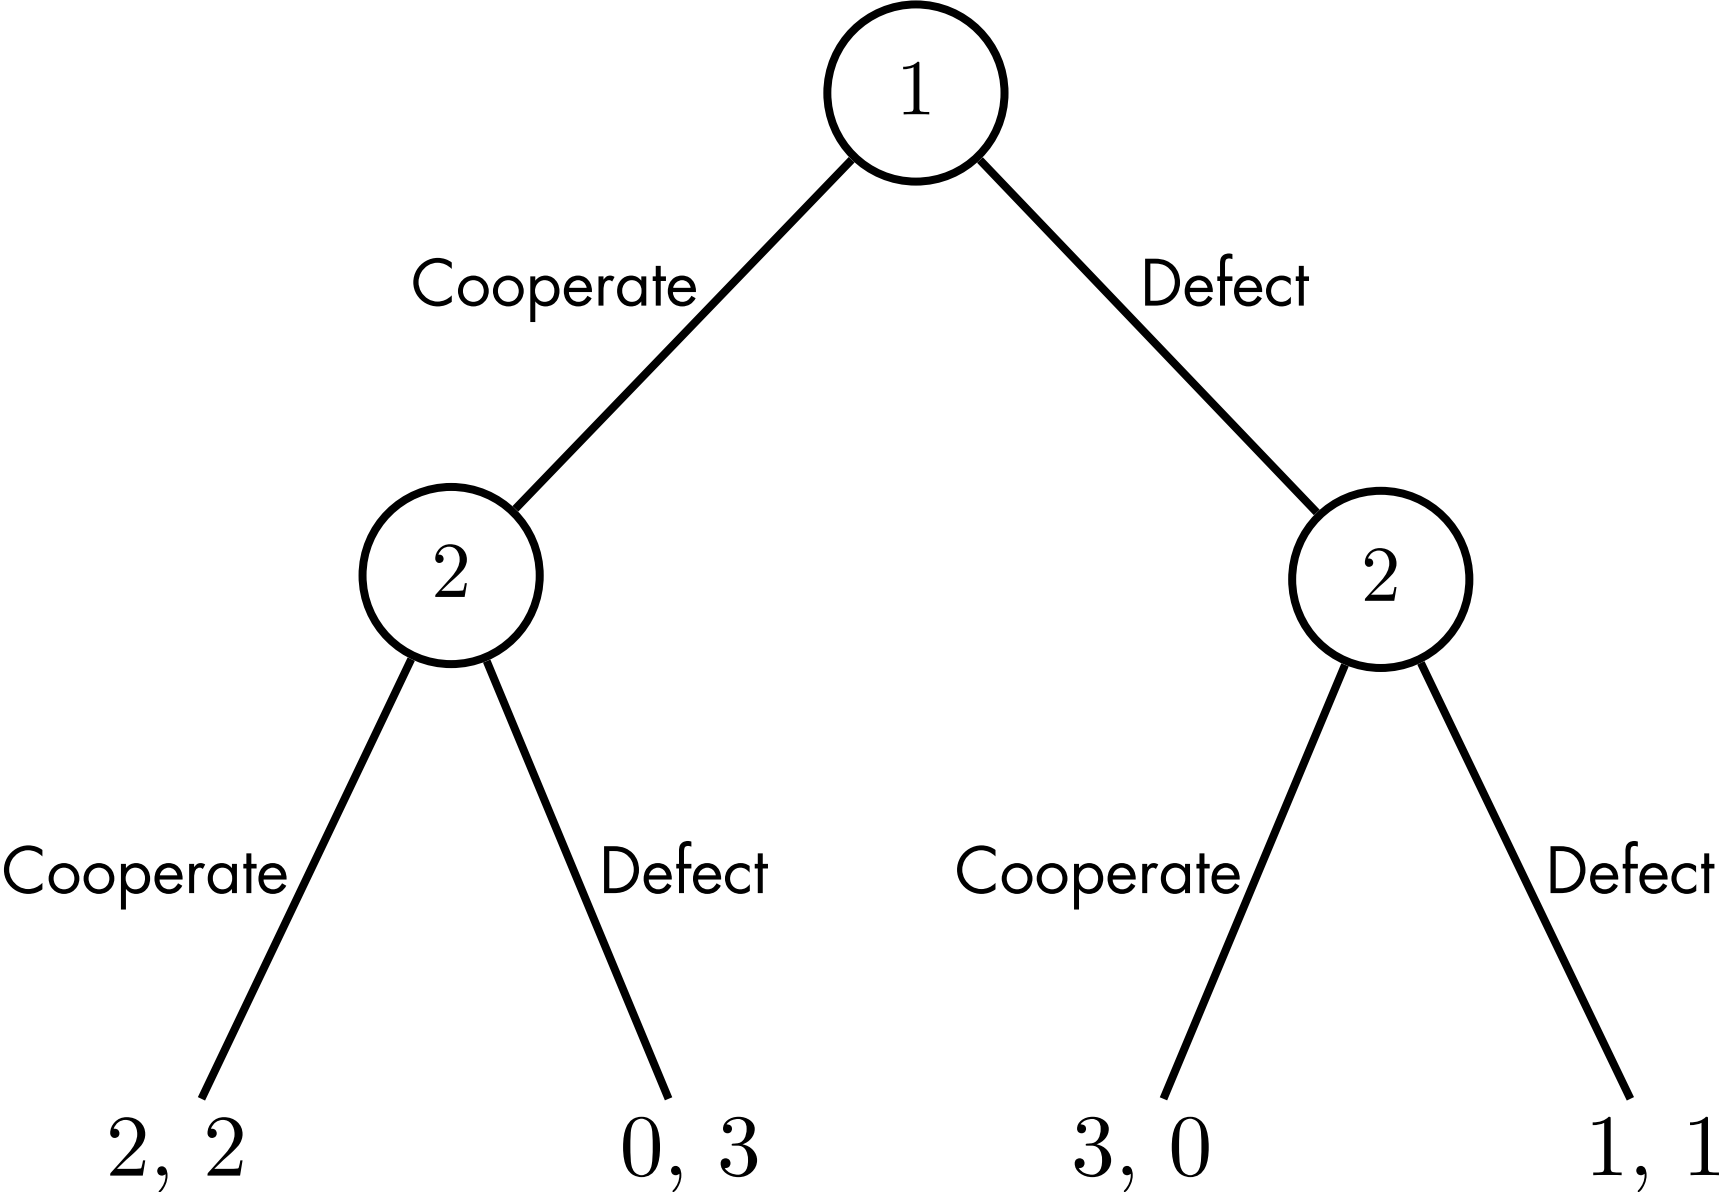 1
Cooperate Defect
2 2
Cooperate Defect Cooperate Defect
2, 2 0, 3 3, 0 1, 1